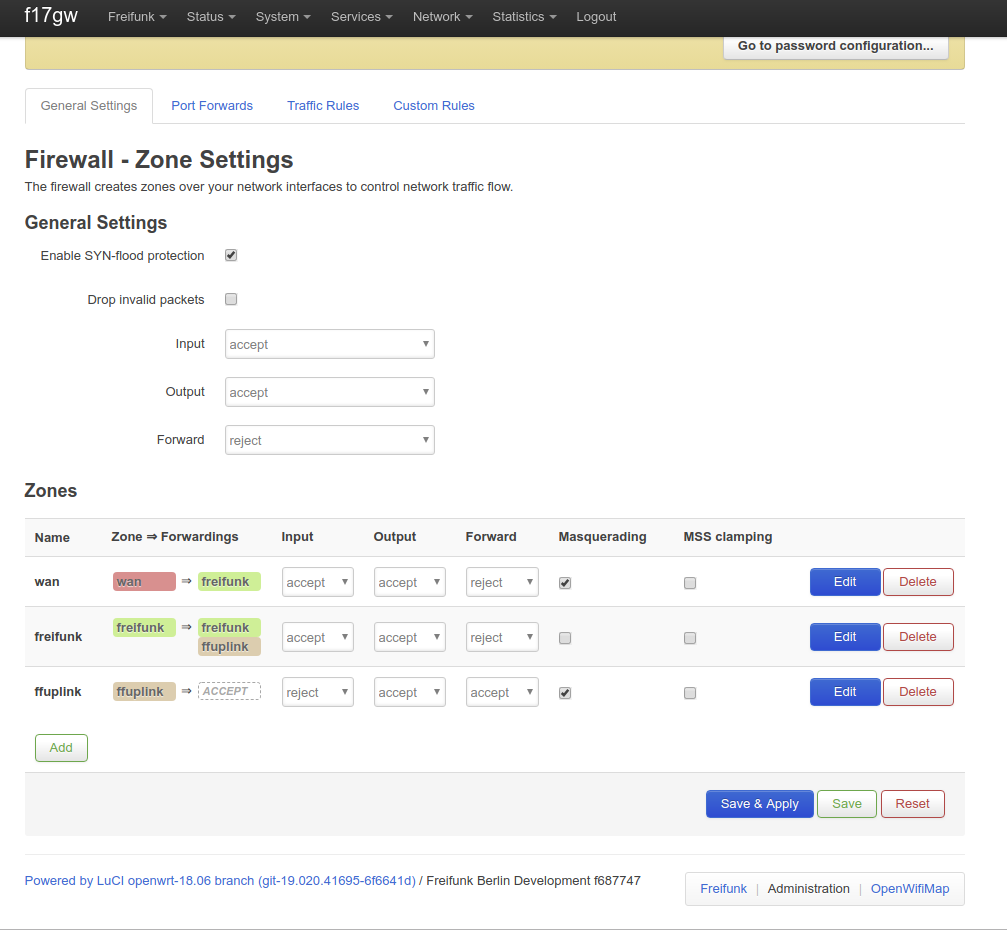 f17gw Freifunk Status System Services Network Statistics Logout
Go to password configuration...
General Settings Port Forwards Traffic Rules Custom Rules
Firewall - Zone Settings
The firewall creates zones over your network interfaces to control network traffic flow.
General Settings
Enable SYN-flood protection
Drop invalid packets
Input accept
Output accept
Forward reject
Zones
Name Zone ⇒ Forwardings Input Output Forward Masquerading MSS clamping
wan wan ⇒ freifunk accept accept reject Edit Delete
freifunk freifunk ⇒ freifunk accept accept reject Edit Delete
ffuplink
ffuplink ffuplink ⇒ ACCEPT reject accept accept Edit Delete
Add
Save & Apply Save Reset
Powered by LuCI openwrt-18.06 branch (git-19.020.41695-6f6641d) / Freifunk Berlin Development f687747
Freifunk | Administration | OpenWifiMap